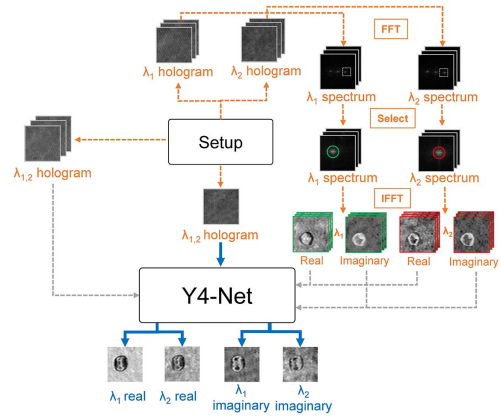 FFT
λ1 hologram
λ2 hologram
λ1 spectrum
λ2 spectrum
Select
Setup
λ1,2 hologram
λ1 spectrum
λ2 spectrum
IFFT
λ1,2 hologram
λ1
λ2
Real
Imaginary
Real
Imaginary
Y4-Net
λ1 real
λ2 real
λ1
imaginary
λ2
imaginary